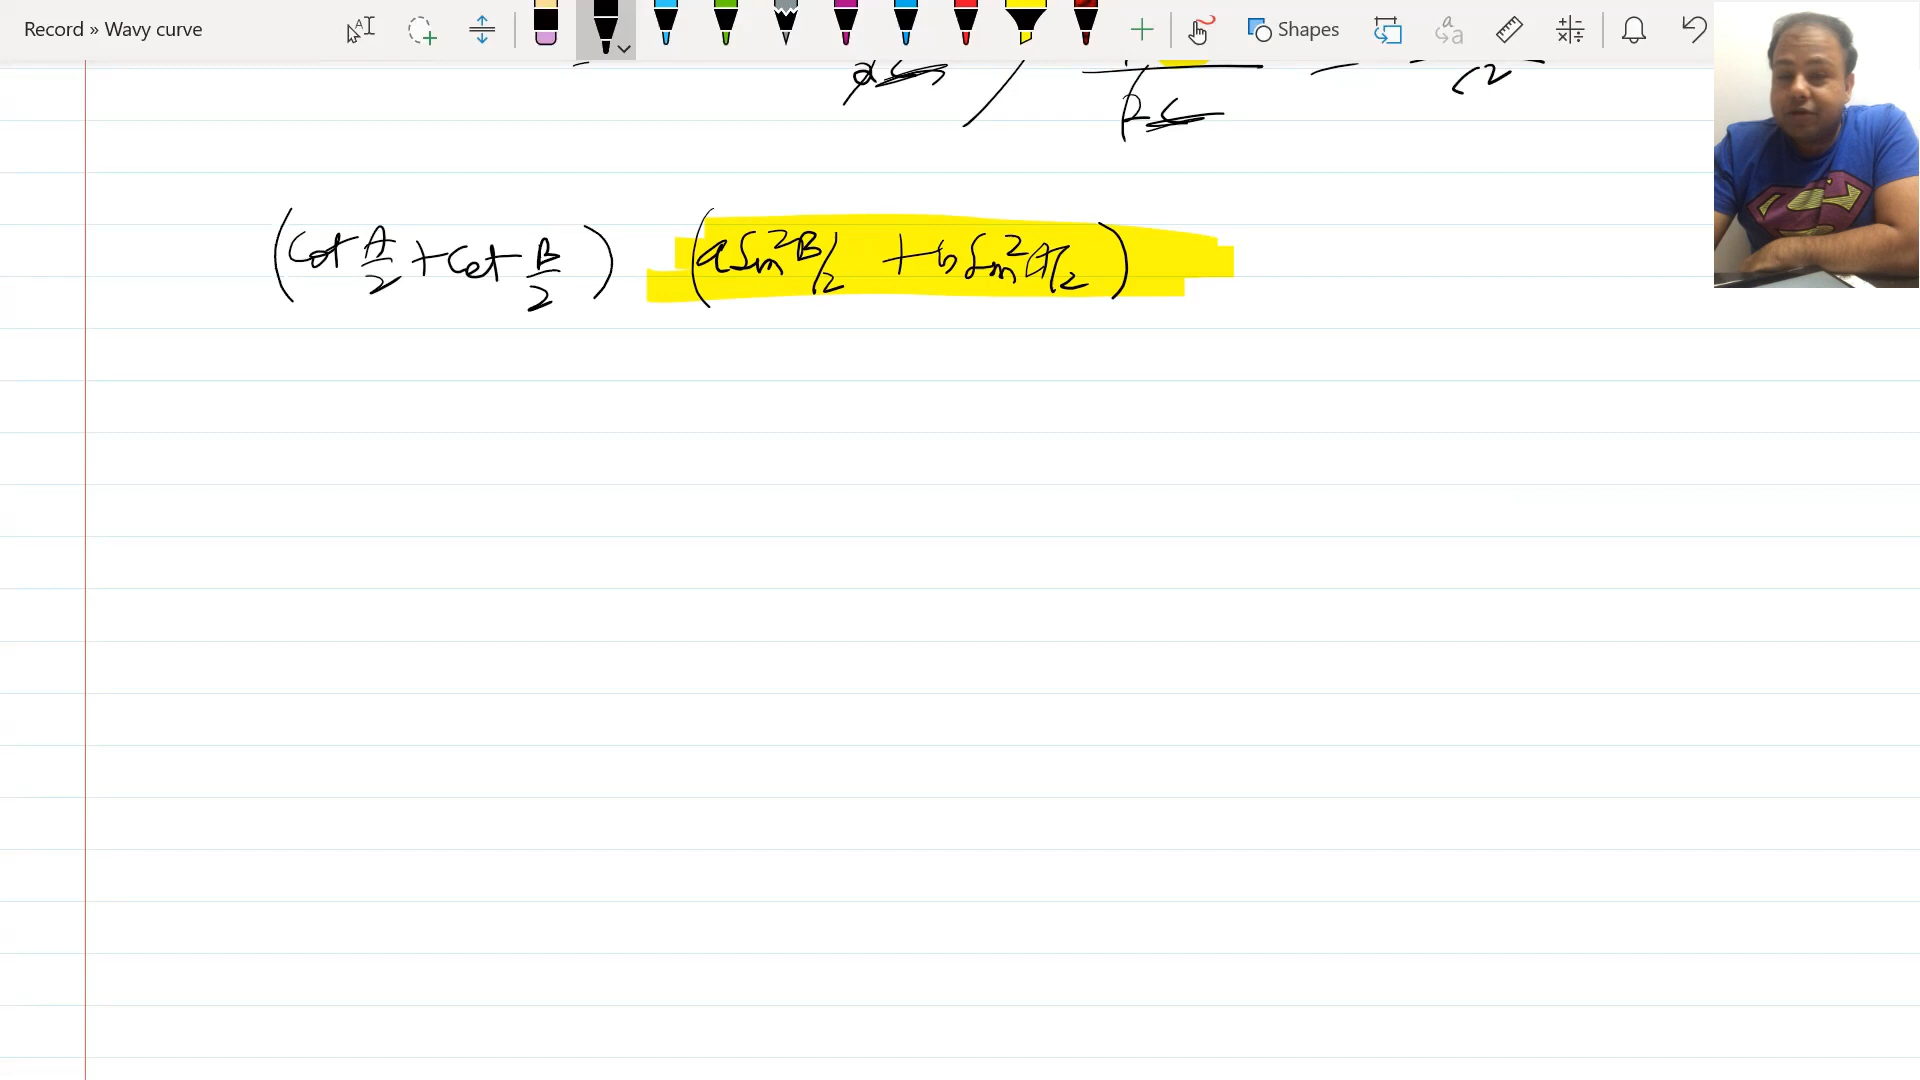 Record » Wavy curve
Shapes
(cot A/2 + cot B/2) (a sin²B/2 + b sin²A/2)